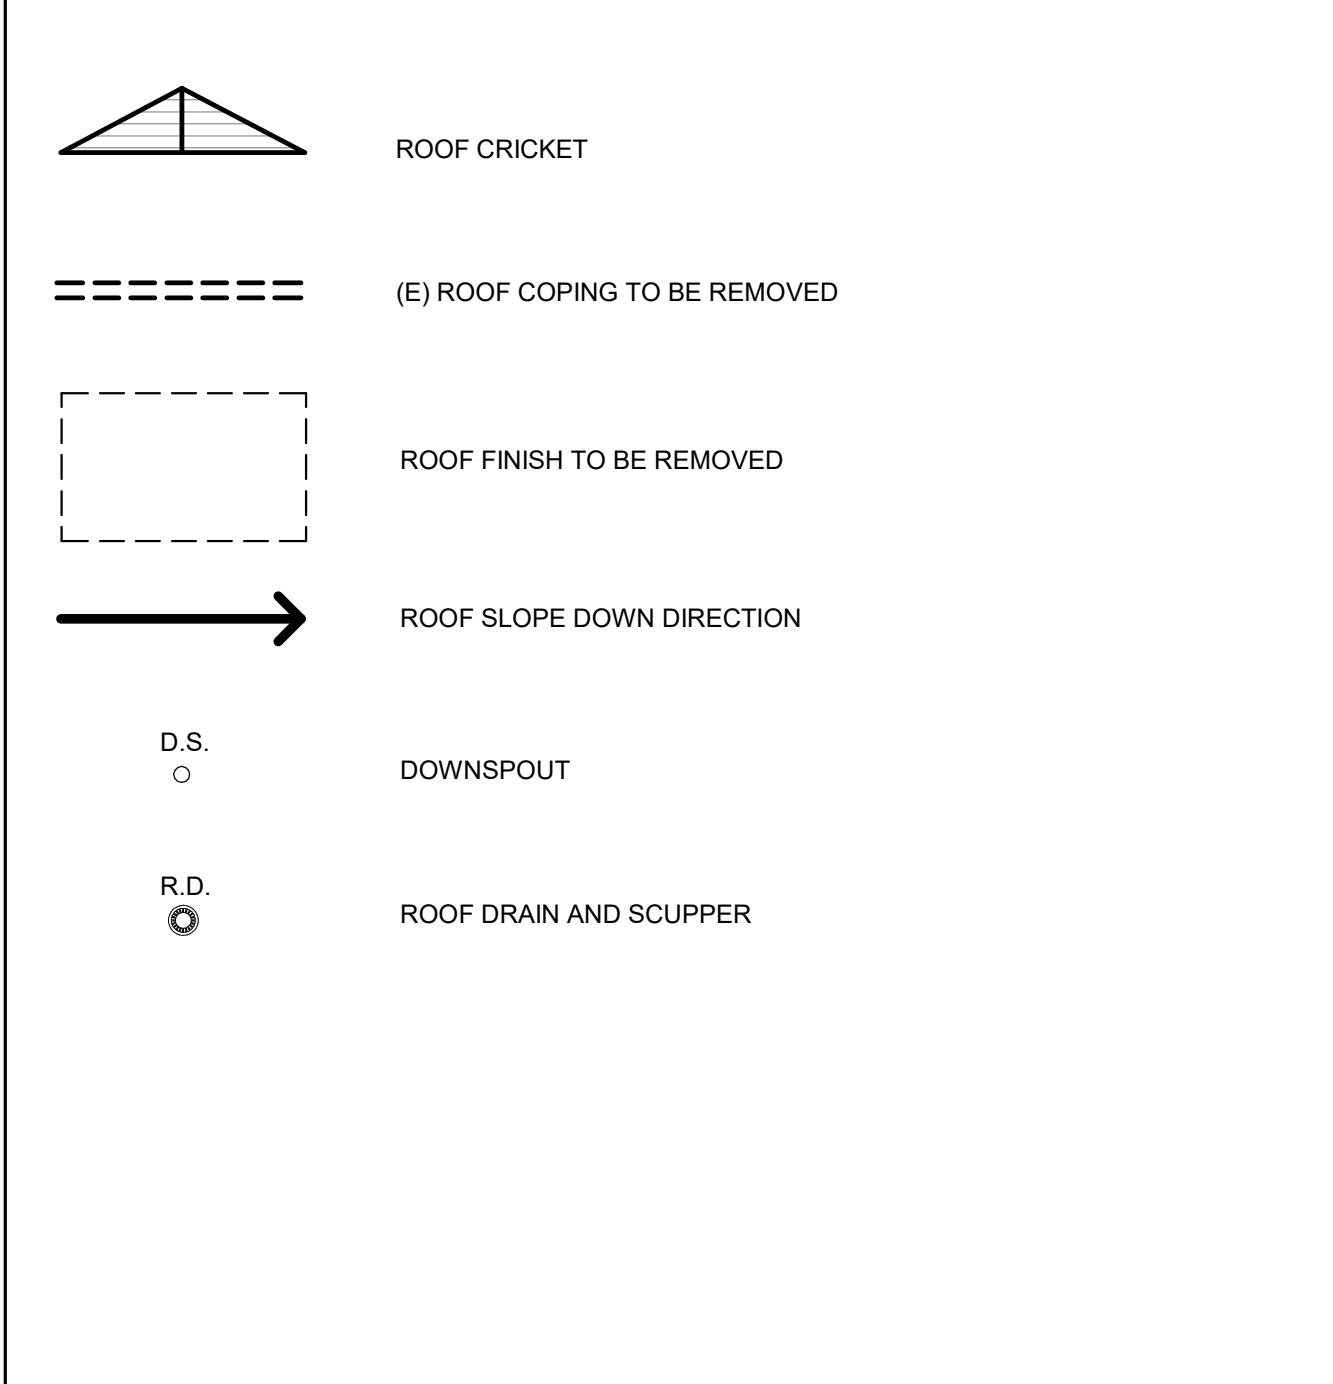 ROOF CRICKET
(E) ROOF COPING TO BE REMOVED
ROOF FINISH TO BE REMOVED
ROOF SLOPE DOWN DIRECTION
D.S.
DOWNSPOUT
R.D.
ROOF DRAIN AND SCUPPER